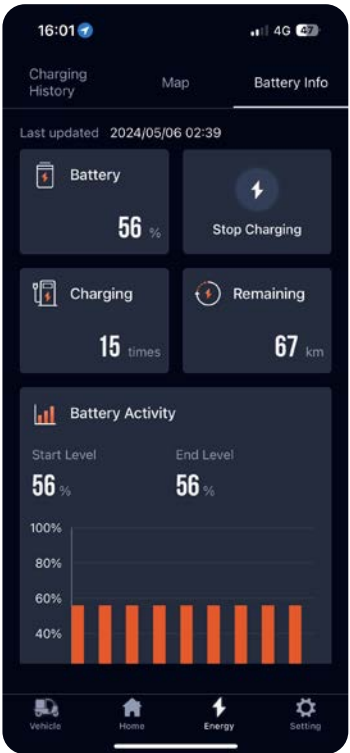 16:01 4G 47
Charging
History
Map
Battery Info
Last updated 2024/05/06 02:39
Battery
56 %
Stop Charging
Charging
15 times
Remaining
67 km
Battery Activity
Start Level
56 %
End Level
56 %
100%
80%
60%
40%
Vehicle Home Energy Setting